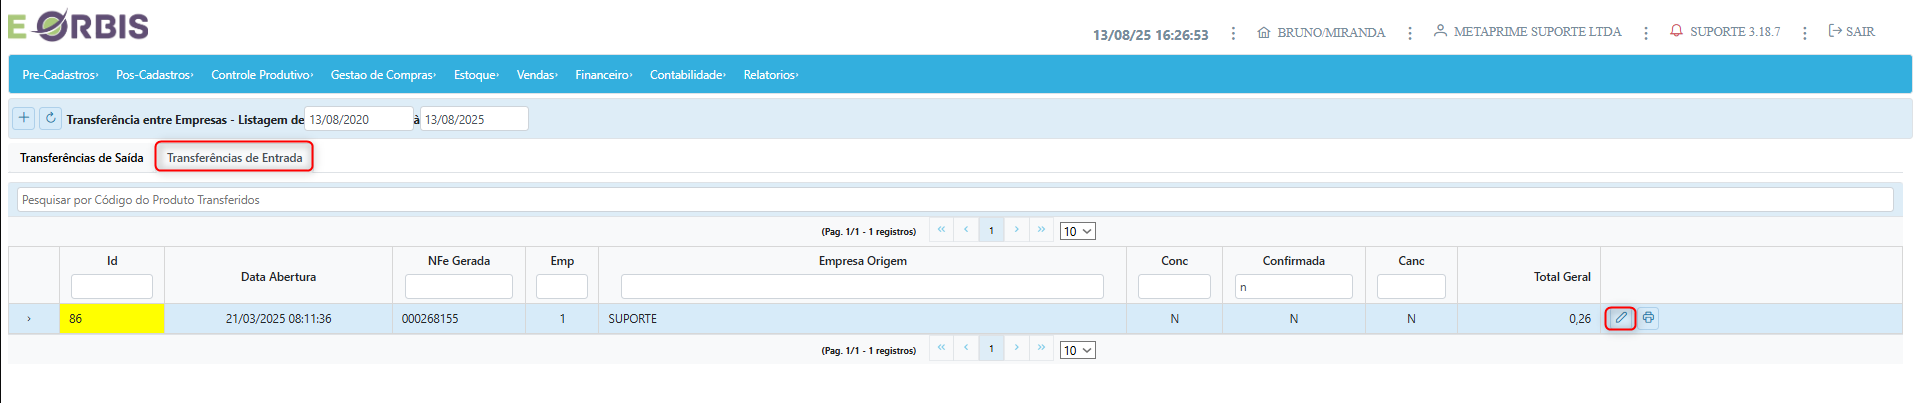 E ORBIS
13/08/25 16:26:53 BRUNO/MIRANDA METAPRIME SUPORTE LTDA SUPORTE 3.18.7 SAIR
Pre-Cadastros Pos-Cadastros Controle Produtivo Gestao de Compras Estoque Vendas Financeiro Contabilidade Relatorios
Transferência entre Empresas - Listagem de 13/08/2020 à 13/08/2025
Transferências de Saída Transferências de Entrada
Pesquisar por Código do Produto Transferidos
(Pag. 1/1 - 1 registros) 1 10
Id Data Abertura NFe Gerada Emp Empresa Origem Conc Confirmada Canc Total Geral
n
86 21/03/2025 08:11:36 000268155 1 SUPORTE N N N 0,26
(Pag. 1/1 - 1 registros) 1 10